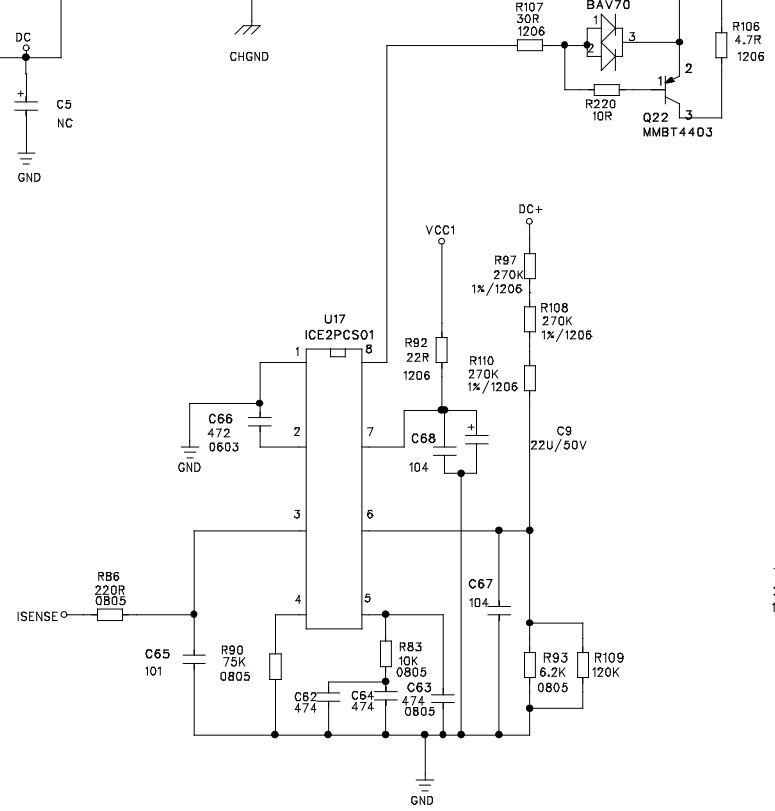 R107
30R
1206
BAV70
1
2
3
R106
4.7R
1206
DC
CHGND
+
C5
NC
GND
R220
10R
1
2
3
Q22
MMBT4403
DC+
VCC1
R97
270K
1%/1206
R108
270K
1%/1206
U17
ICE2PCS01
1
8
R92
22R
1206
R110
270K
1%/1206
C66
472
0603
GND
2
7
C68
104
+
C9
22U/50V
3
6
R86
220R
0805
ISENSE
C67
104
4
5
C65
101
R90
75K
0805
R83
10K
0805
R93
6.2K
0805
R109
120K
C62
474
C64
474
C63
474
0805
GND